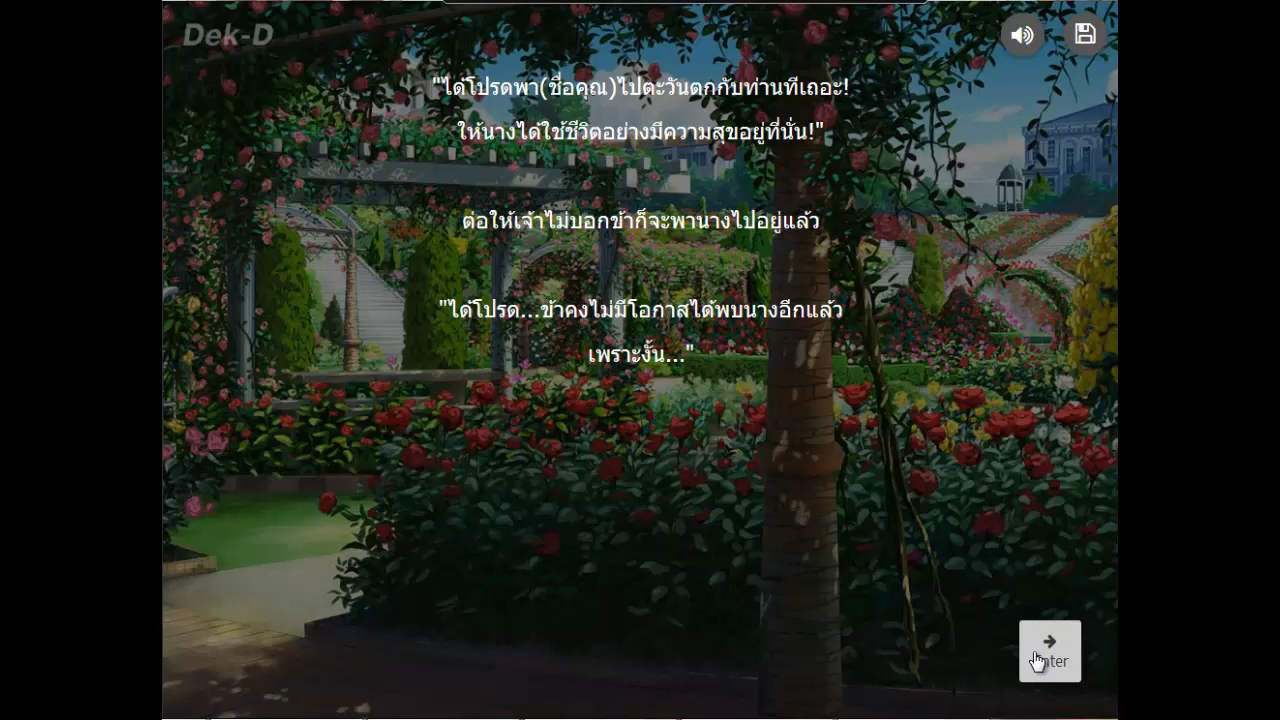 Dek-D
"ได้โปรดพา(ชื่อคุณ)ไปตะวันตกกับท่านทีเถอะ!
ให้นางได้ใช้ชีวิตอย่างมีความสุขอยู่ที่นั่น!"
ต่อให้เจ้าไม่บอกข้าก็จะพานางไปอยู่แล้ว
"ได้โปรด...ข้าคงไม่มีโอกาสได้พบนางอีกแล้ว
เพราะงั้น..."
Enter